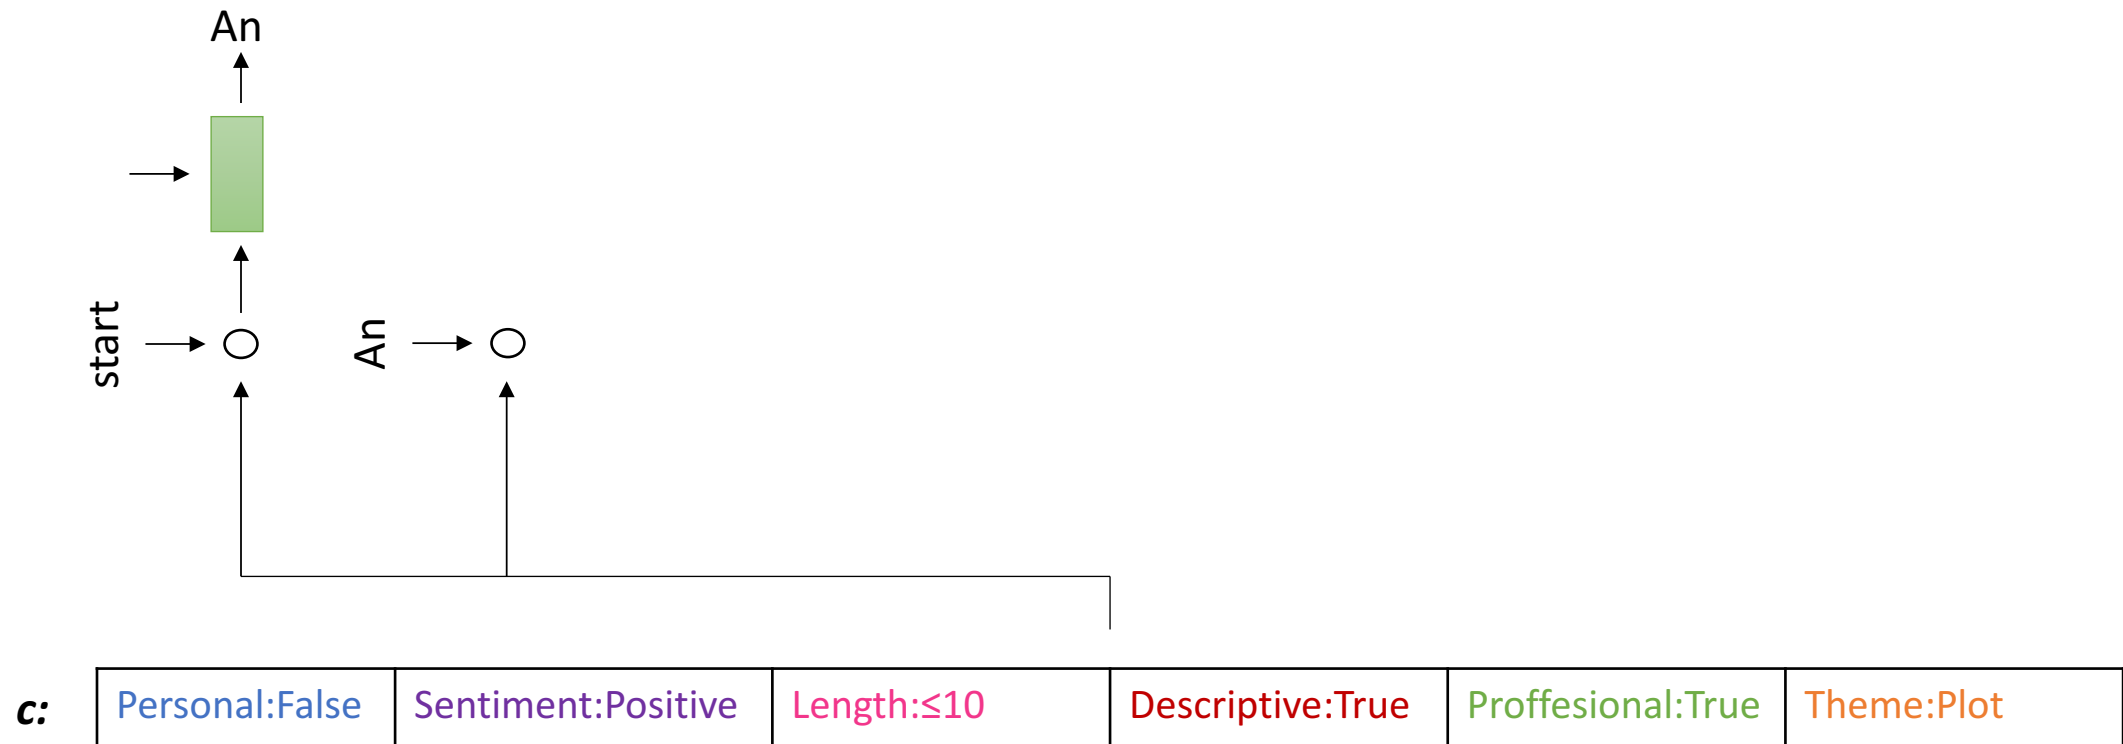 An
start
An
c: Personal:False Sentiment:Positive Length:≤10 Descriptive:True Proffesional:True Theme:Plot